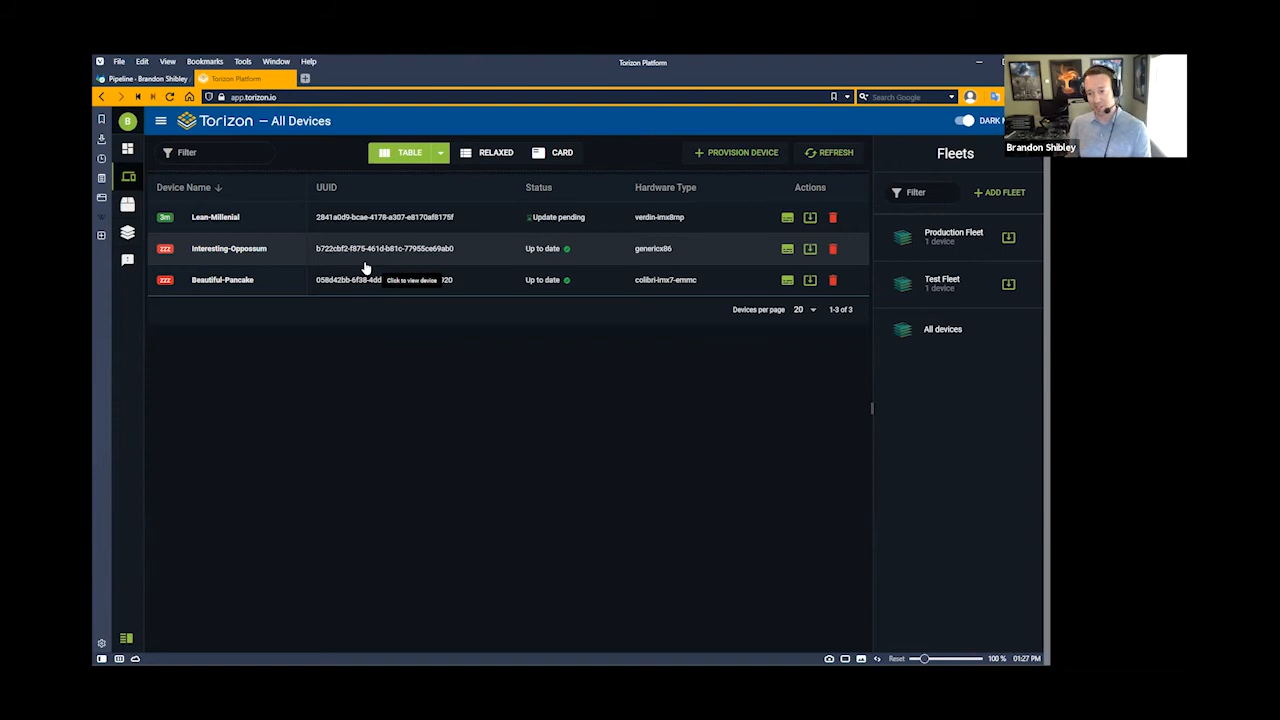 File Edit View Bookmarks Tools Window Help
Torizon Platform
Pipeline - Brandon Shibley
Torizon Platform
app.torizon.io
Search Google
B
Torizon — All Devices
DARK M
Brandon Shibley
Filter
TABLE
RELAXED
CARD
PROVISION DEVICE
REFRESH
Fleets
Filter
ADD FLEET
Device Name UUID Status Hardware Type Actions
3m Lean-Millenial 2841a0d9-bcae-4178-a307-e8170af8175f Update pending verdin-imx8mp
zzz Interesting-Oppossum b722cbf2-f875-461d-b81c-77955ce69ab0 Up to date genericx86
zzz Beautiful-Pancake Up to date colibri-imx7-emmc
Click to view device
Devices per page 20 1-3 of 3
Production Fleet
1 device
Test Fleet
1 device
All devices
Reset 100 % 01:27 PM